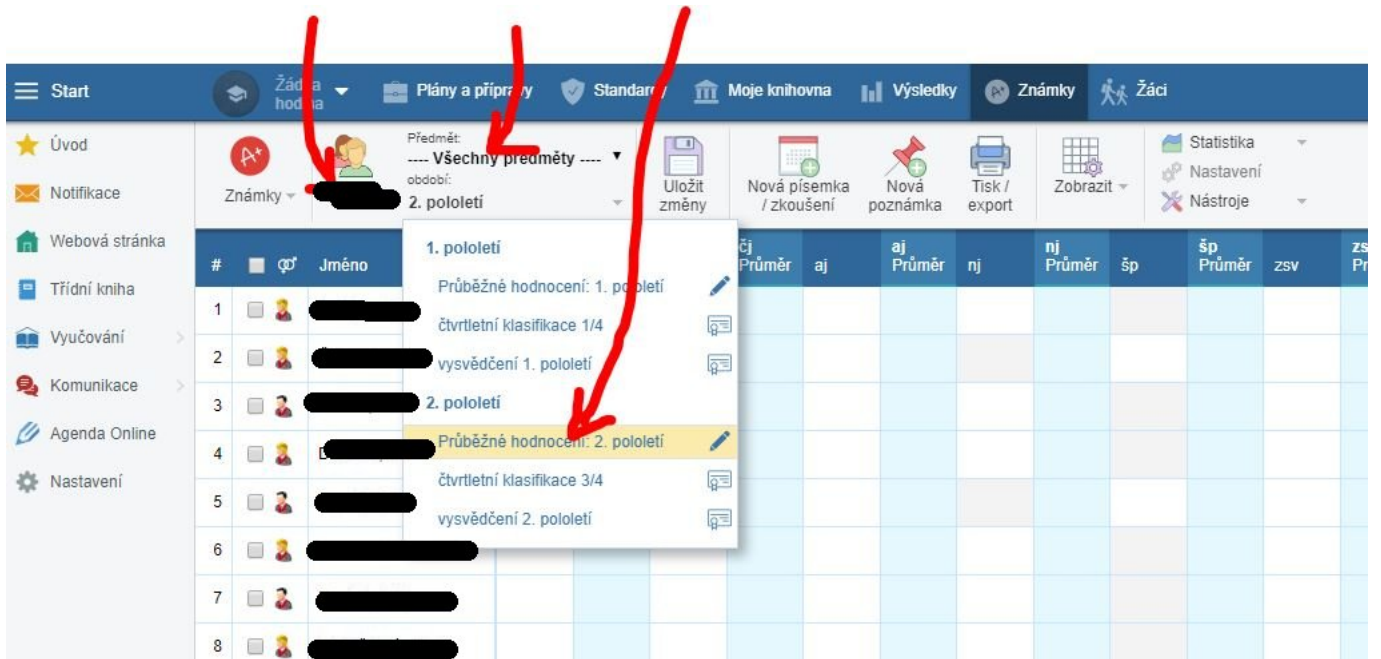 Start
Žádná hodina
Plány a přípravy
Standardy
Moje knihovna
Výsledky
Známky
Žáci
Úvod
Notifikace
Webová stránka
Třídní kniha
Vyučování
Komunikace
Agenda Online
Nastavení
A+
Známky
Předmět:
---- Všechny předměty ----
období:
2. pololetí
Uložit
změny
Nová písemka
/ zkoušení
Nová
poznámka
Tisk /
export
Zobrazit
Statistika
Nastavení
Nástroje
1. pololetí
Průběžné hodnocení: 1. pololetí
čtvrtletní klasifikace 1/4
vysvědčení 1. pololetí
2. pololetí
Průběžné hodnocení: 2. pololetí
čtvrtletní klasifikace 3/4
vysvědčení 2. pololetí
# Jméno
čj
Průměr
aj
aj
Průměr
nj
nj
Průměr
šp
šp
Průměr
zsv
1
2
3
4
5
6
7
8